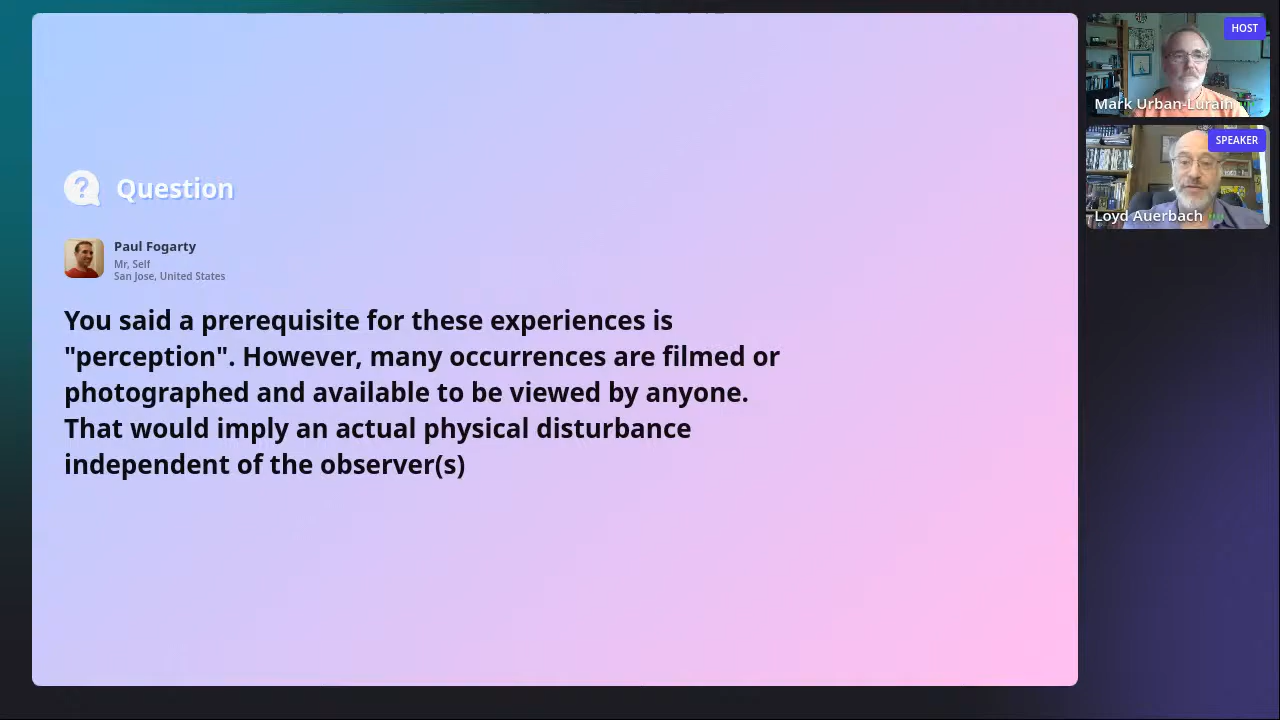 Question
Paul Fogarty
Mr, Self
San Jose, United States
You said a prerequisite for these experiences is
"perception". However, many occurrences are filmed or
photographed and available to be viewed by anyone.
That would imply an actual physical disturbance
independent of the observer(s)
HOST
Mark Urban-Lurain
SPEAKER
Loyd Auerbach